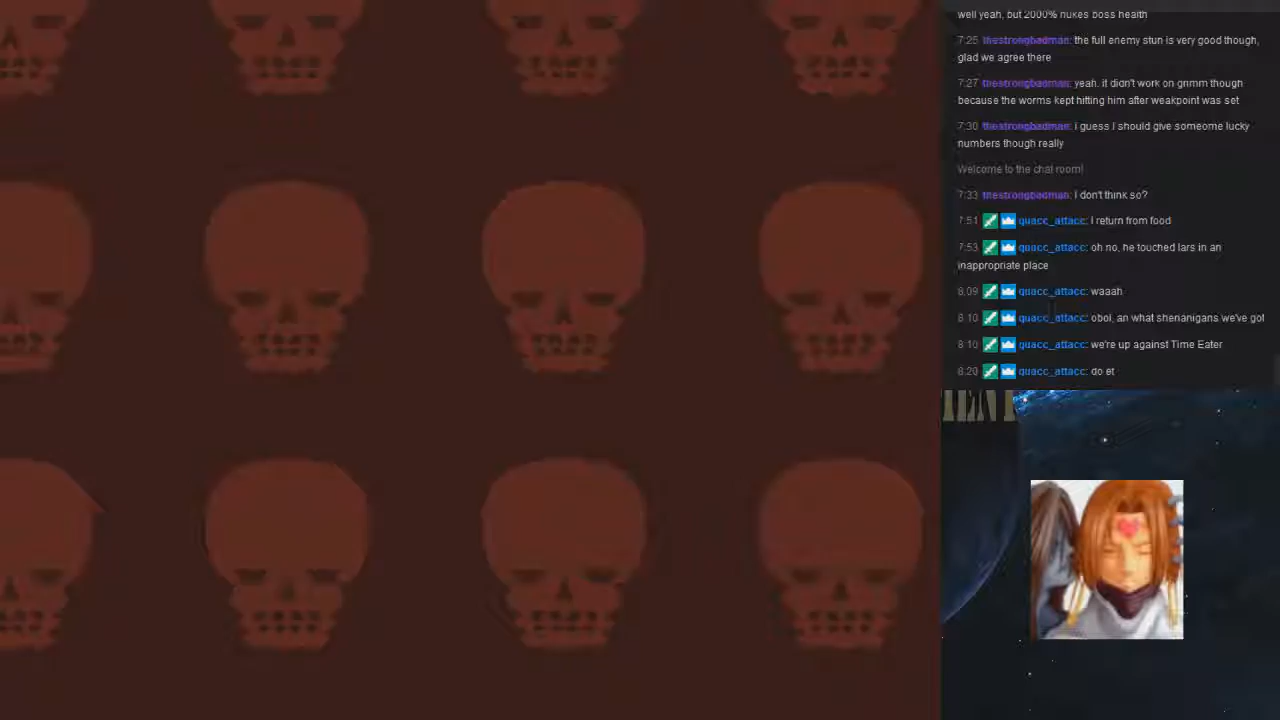 well yeah, but 2000% nukes boss health
7:25 thestrongbadman: the full enemy stun is very good though,
glad we agree there
7:27 thestrongbadman: yeah. it didn't work on grimm though
because the worms kept hitting him after weakpoint was set
7:30 thestrongbadman: I guess I should give someome lucky
numbers though really
Welcome to the chat room!
7:33 thestrongbadman: I don't think so?
7:51 quacc_attacc: I return from food
7:53 quacc_attacc: oh no, he touched lars in an
inappropriate place
8:09 quacc_attacc: waaah
8:10 quacc_attacc: oboi, an what shenanigans we've got
8:10 quacc_attacc: we're up against Time Eater
8:20 quacc_attacc: do et